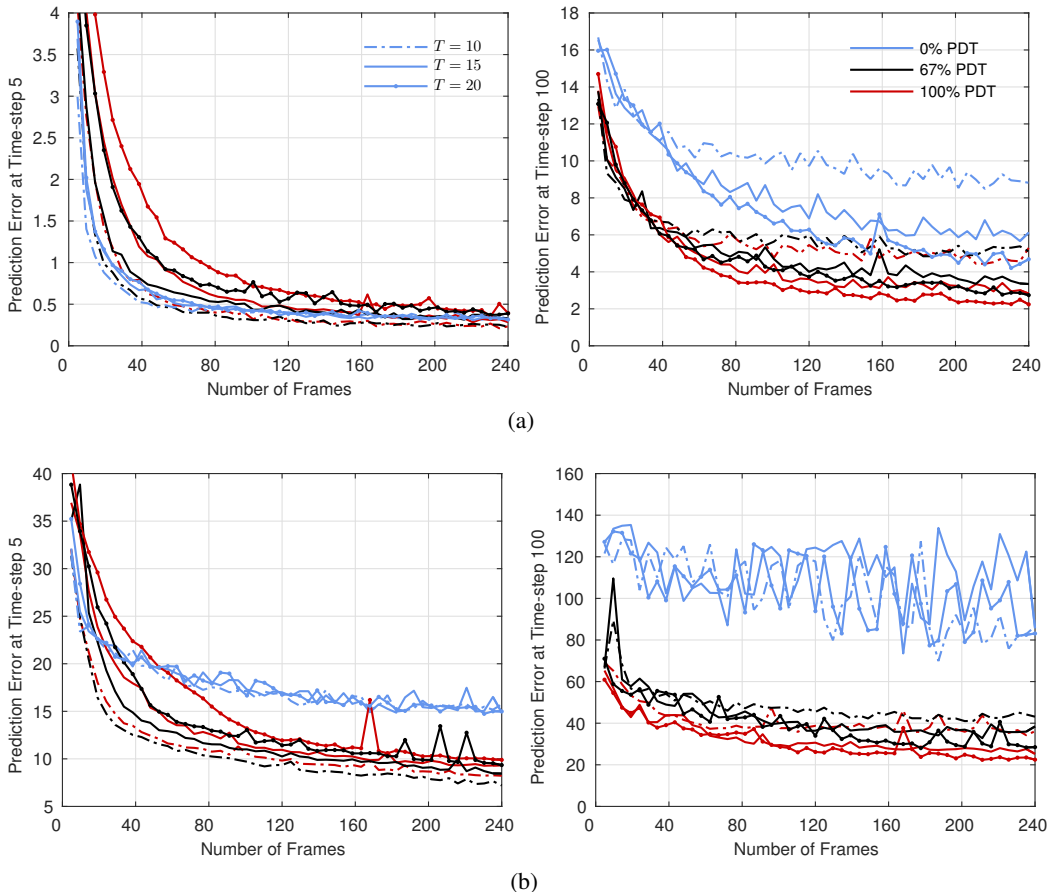 4
3.5
3
2.5
2
1.5
1
0.5
0
0 40 80 120 160 200 240
Prediction Error at Time-step 5
Number of Frames
T = 10
T = 15
T = 20
18
16
14
12
10
8
6
4
2
0
0 40 80 120 160 200 240
Prediction Error at Time-step 100
Number of Frames
0% PDT
67% PDT
100% PDT
(a)
40
35
30
25
20
15
10
5
0 40 80 120 160 200 240
Prediction Error at Time-step 5
Number of Frames
160
140
120
100
80
60
40
20
0
0 40 80 120 160 200 240
Prediction Error at Time-step 100
Number of Frames
(b)